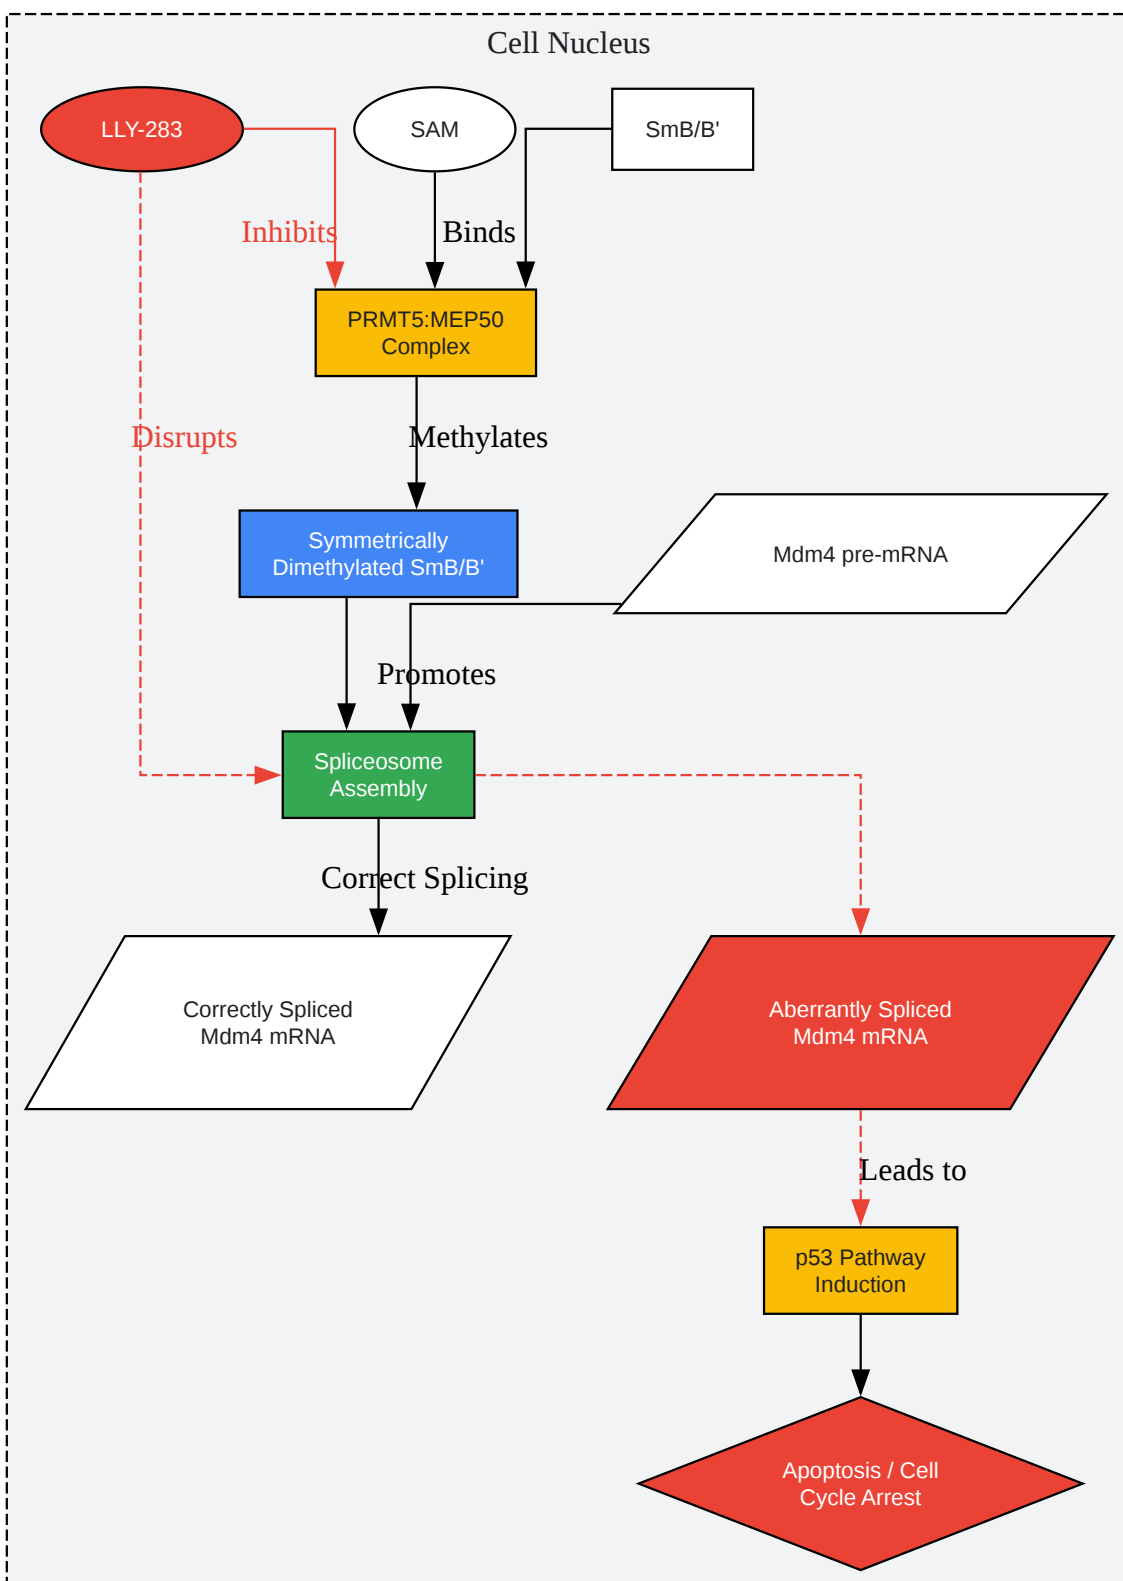 Cell Nucleus
LLY-283
SAM
SmB/B'
Inhibits
Binds
PRMT5:MEP50
Complex
Disrupts
Methylates
Symmetrically
Dimethylated SmB/B'
Mdm4 pre-mRNA
Promotes
Spliceosome
Assembly
Correct Splicing
Correctly Spliced
Mdm4 mRNA
Aberrantly Spliced
Mdm4 mRNA
Leads to
p53 Pathway
Induction
Apoptosis / Cell
Cycle Arrest